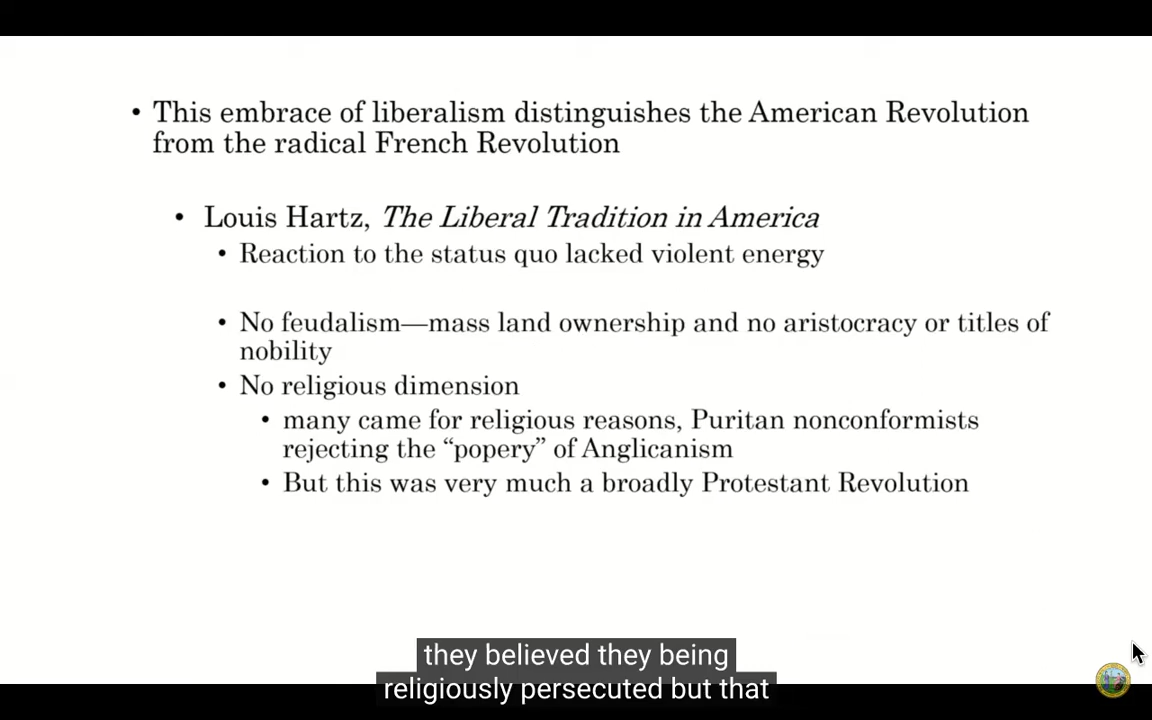 • This embrace of liberalism distinguishes the American Revolution
from the radical French Revolution
• Louis Hartz, The Liberal Tradition in America
• Reaction to the status quo lacked violent energy
• No feudalism—mass land ownership and no aristocracy or titles of
nobility
• No religious dimension
• many came for religious reasons, Puritan nonconformists
rejecting the “popery” of Anglicanism
• But this was very much a broadly Protestant Revolution
they believed they being
religiously persecuted but that